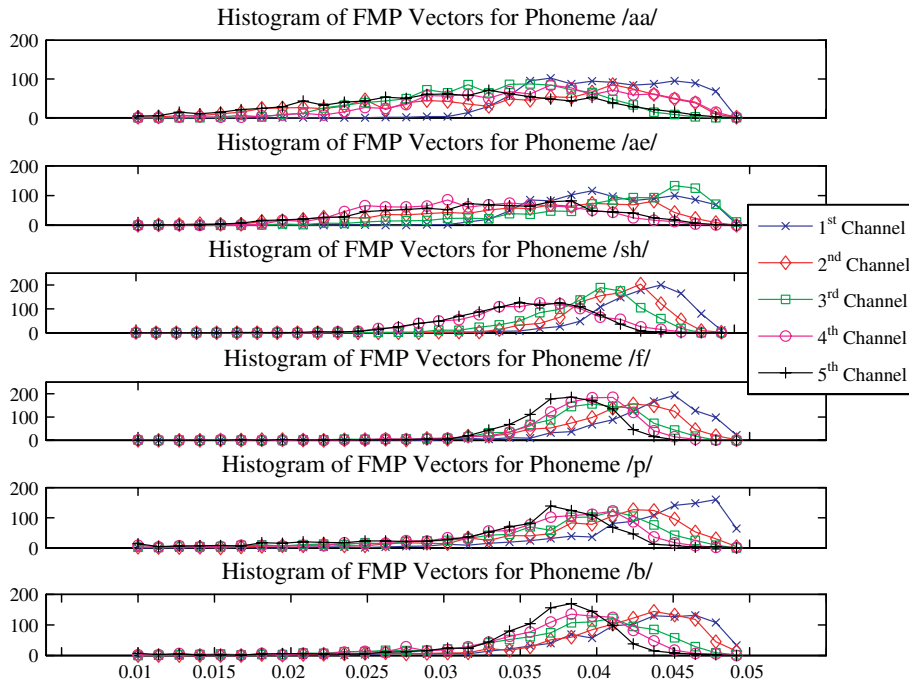 Histogram of FMP Vectors for Phoneme /aa/
200
100
0
Histogram of FMP Vectors for Phoneme /ae/
200
100
0
Histogram of FMP Vectors for Phoneme /sh/
200
100
0
1st Channel
2nd Channel
3rd Channel
4th Channel
5th Channel
Histogram of FMP Vectors for Phoneme /f/
200
100
0
Histogram of FMP Vectors for Phoneme /p/
200
100
0
Histogram of FMP Vectors for Phoneme /b/
200
100
0
0.01 0.015 0.02 0.025 0.03 0.035 0.04 0.045 0.05